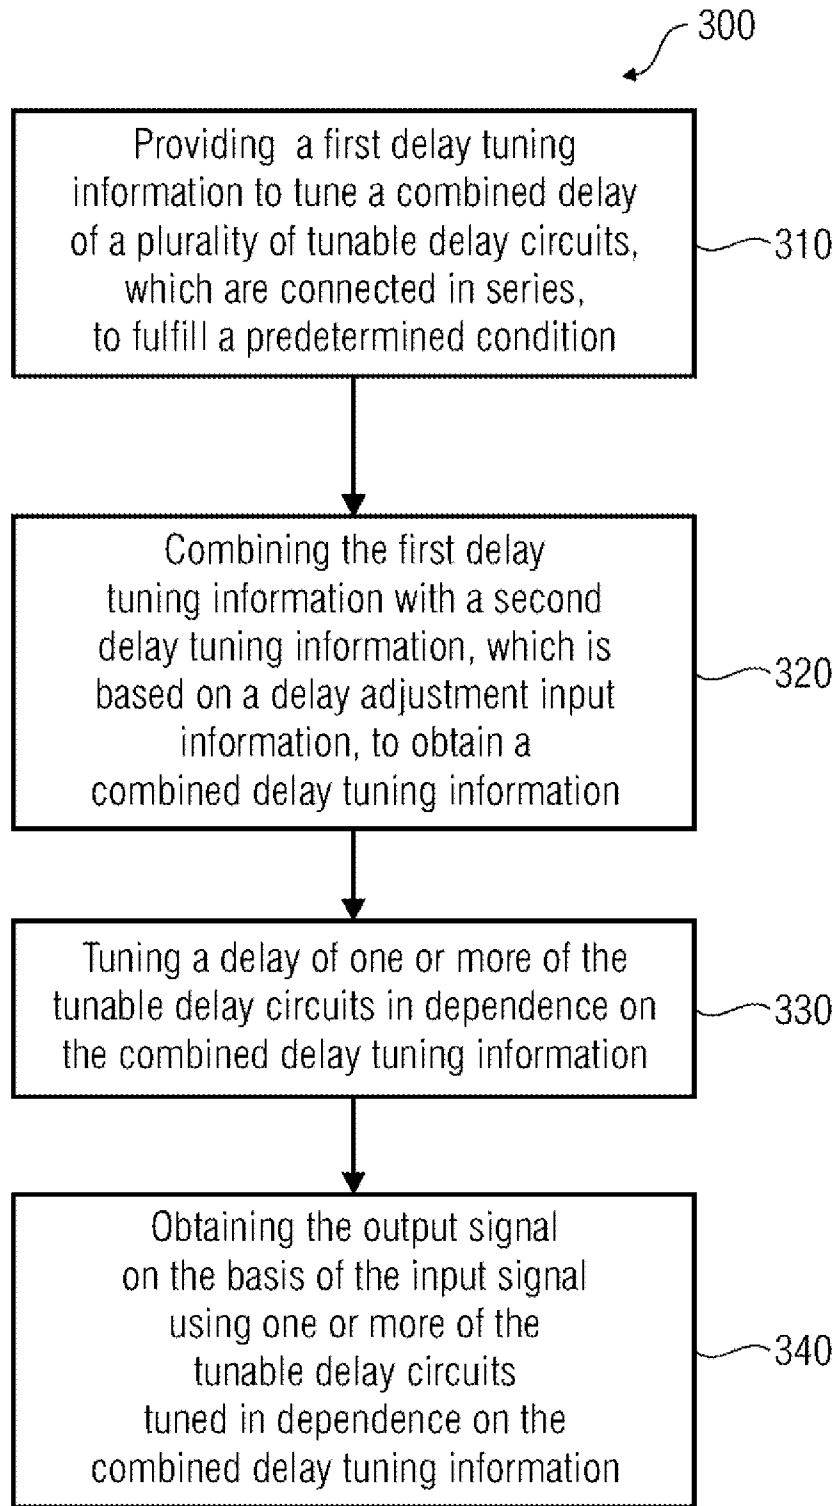 300
Providing a first delay tuning
information to tune a combined delay
of a plurality of tunable delay circuits,
which are connected in series,
to fulfill a predetermined condition
310
Combining the first delay
tuning information with a second
delay tuning information, which is
based on a delay adjustment input
information, to obtain a
combined delay tuning information
320
Tuning a delay of one or more of the
tunable delay circuits in dependence on
the combined delay tuning information
330
Obtaining the output signal
on the basis of the input signal
using one or more of the
tunable delay circuits
tuned in dependence on the
combined delay tuning information
340